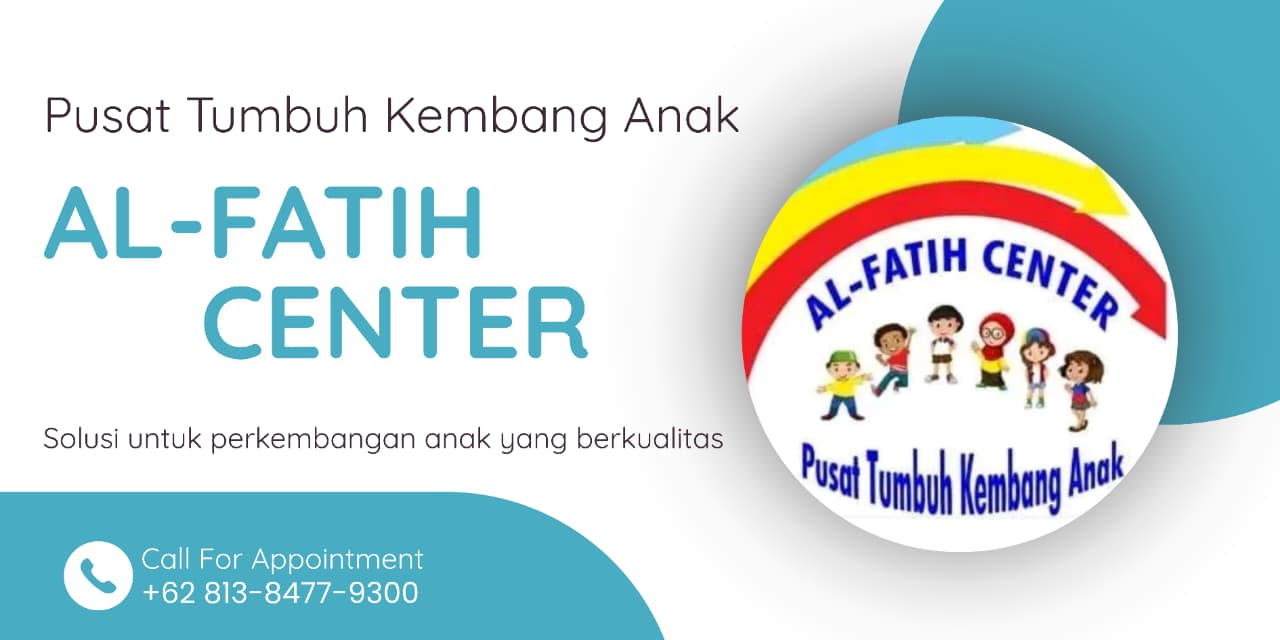 Pusat Tumbuh Kembang Anak
AL-FATIH
CENTER
Solusi untuk perkembangan anak yang berkualitas
Call For Appointment
+62 813-8477-9300
AL-FATIH CENTER
Pusat Tumbuh Kembang Anak